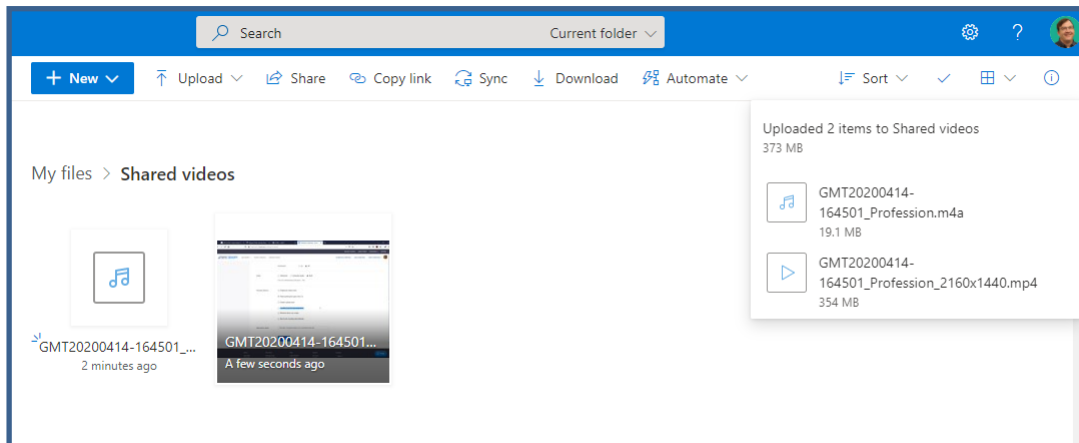 Search Current folder
New Upload Share Copy link Sync Download Automate Sort
Uploaded 2 items to Shared videos
373 MB
GMT20200414-
164501_Profession.m4a
19.1 MB
GMT20200414-
164501_Profession_2160x1440.mp4
354 MB
My files > Shared videos
GMT20200414-164501_...
2 minutes ago
GMT20200414-164501...
A few seconds ago